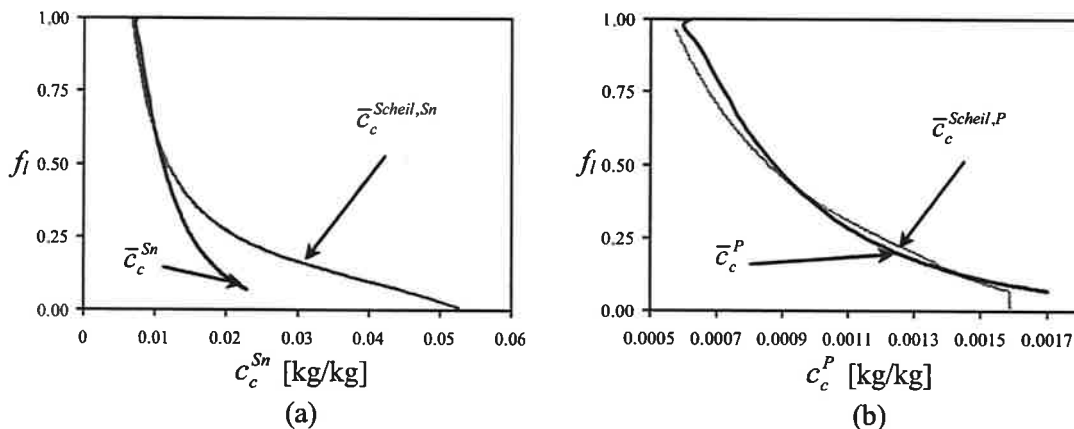 1.00
0.75
f_l 0.50
0.25
0.00
c̄_c^{Scheil,Sn}
c̄_c^{Sn}
0 0.01 0.02 0.03 0.04 0.05 0.06
c_c^{Sn} [kg/kg]
(a)
1.00
0.75
f_l 0.50
0.25
0.00
c̄_c^{Scheil,P}
c̄_c^{P}
0.0005 0.0007 0.0009 0.0011 0.0013 0.0015 0.0017
c_c^{P} [kg/kg]
(b)